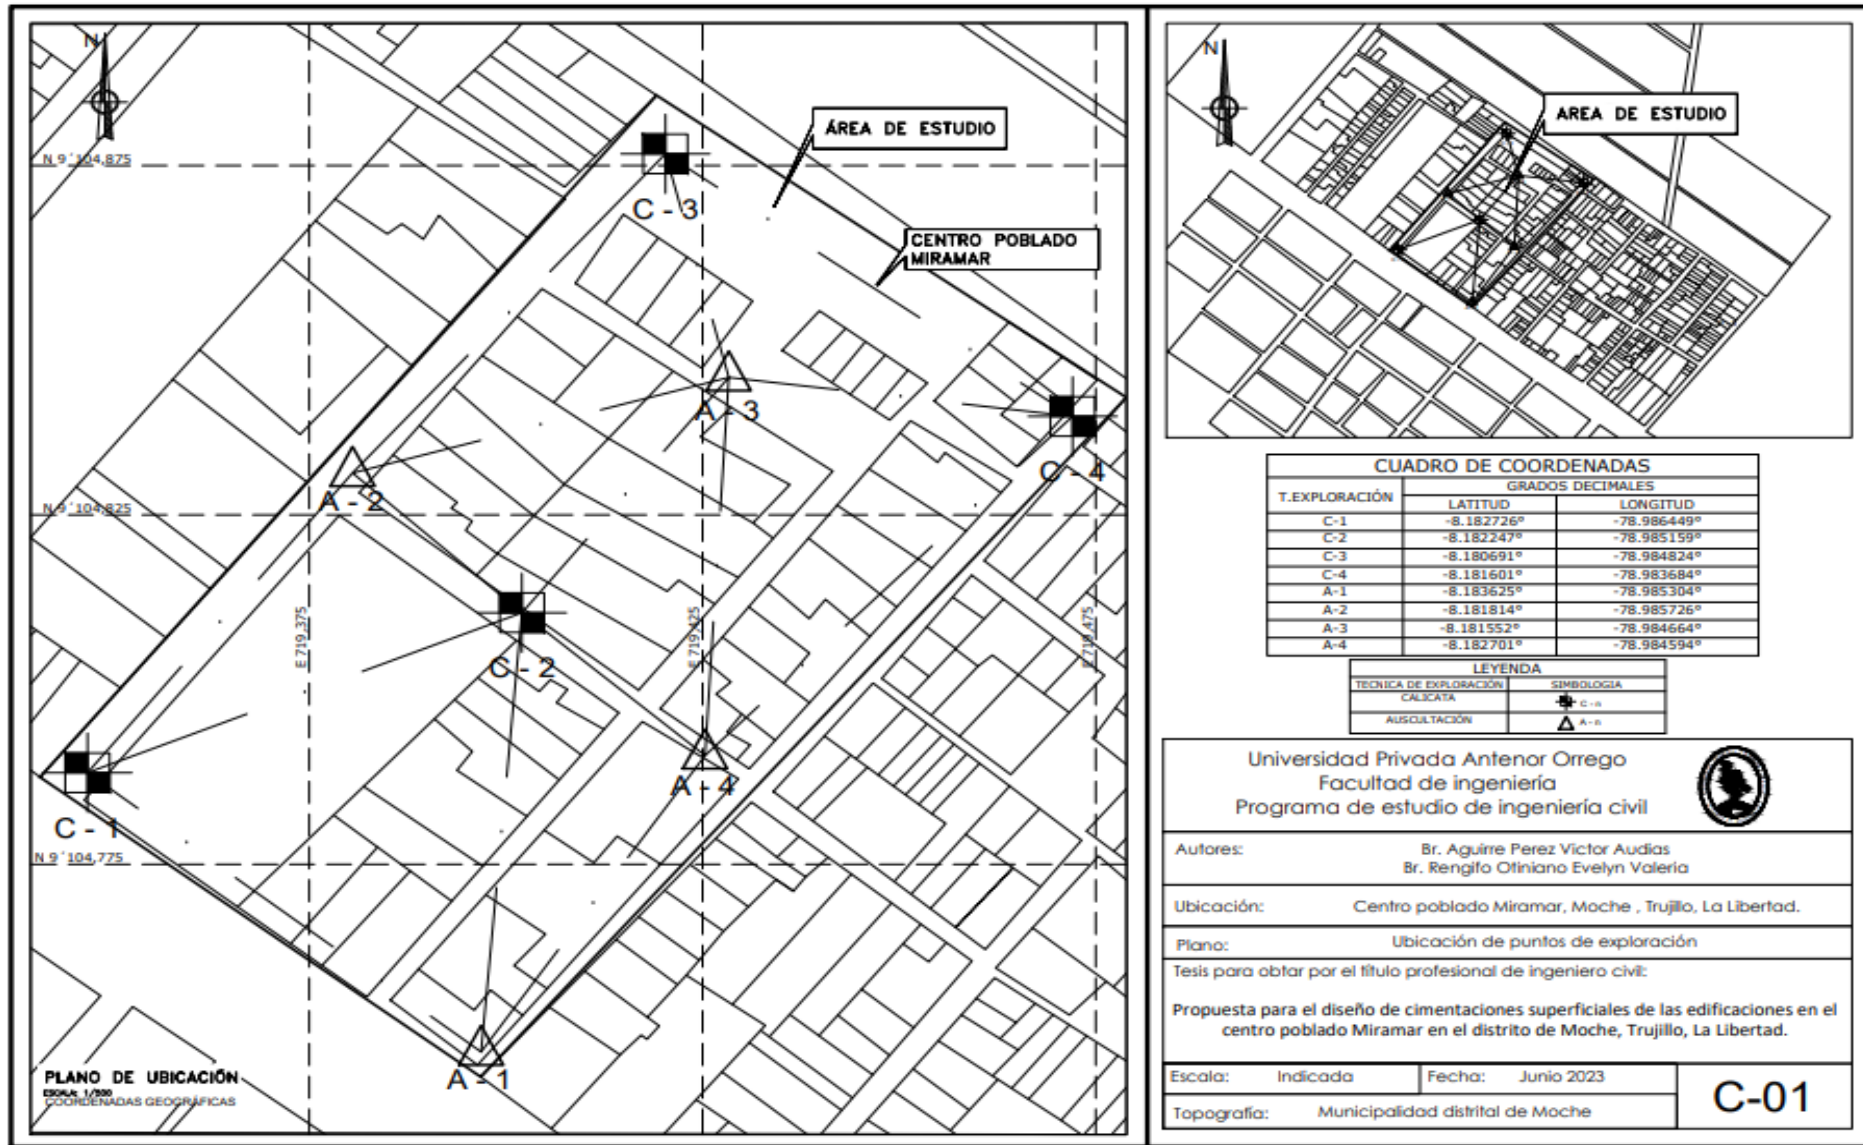 N
N 9´104,875
C - 3
ÁREA DE ESTUDIO
CENTRO POBLADO
MIRAMAR
A - 3
C - 4
A - 2
N 9´104,825
E 719,375
E 719,425
E 719,475
C - 2
A - 4
C - 1
N 9´104,775
A - 1
PLANO DE UBICACIÓN
ESCALA: 1/500
COORDENADAS GEOGRÁFICAS
N
AREA DE ESTUDIO
CUADRO DE COORDENADAS
T.EXPLORACIÓN GRADOS DECIMALES
LATITUD LONGITUD
C-1 -8.182726° -78.986449°
C-2 -8.182247° -78.985159°
C-3 -8.180691° -78.984824°
C-4 -8.181601° -78.983684°
A-1 -8.183625° -78.985304°
A-2 -8.181814° -78.985726°
A-3 -8.181552° -78.984664°
A-4 -8.182701° -78.984594°
LEYENDA
TECNICA DE EXPLORACIÓN SIMBOLOGIA
CALICATA C - n
AUSCULTACIÓN A - n
Universidad Privada Antenor Orrego
Facultad de ingeniería
Programa de estudio de ingeniería civil
Autores: Br. Aguirre Perez Victor Audias
Br. Rengifo Otiniano Evelyn Valeria
Ubicación: Centro poblado Miramar, Moche , Trujillo, La Libertad.
Plano: Ubicación de puntos de exploración
Tesis para obtar por el título profesional de ingeniero civil:
Propuesta para el diseño de cimentaciones superficiales de las edificaciones en el
centro poblado Miramar en el distrito de Moche, Trujillo, La Libertad.
Escala: Indicada Fecha: Junio 2023
C-01
Topografía: Municipalidad distrital de Moche